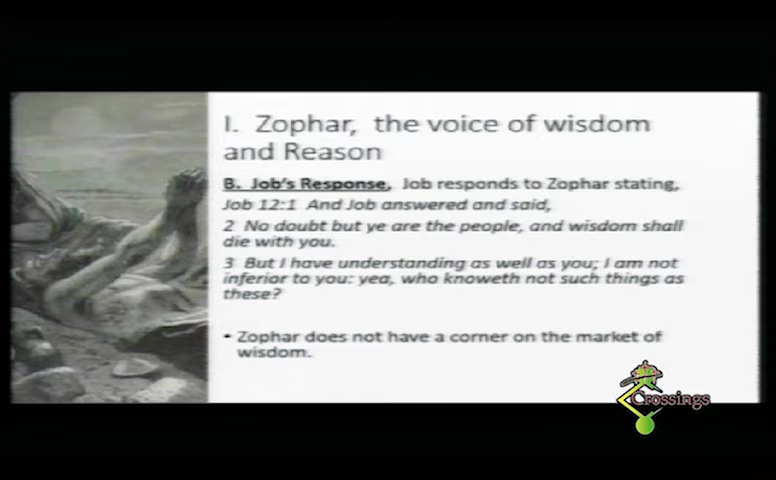 I. Zophar, the voice of wisdom
and Reason
B. Job's Response, Job responds to Zophar stating,
Job 12:1 And Job answered and said,
2 No doubt but ye are the people, and wisdom shall
die with you.
3 But I have understanding as well as you; I am not
inferior to you: yea, who knoweth not such things as
these?
• Zophar does not have a corner on the market of
wisdom.
Crossings